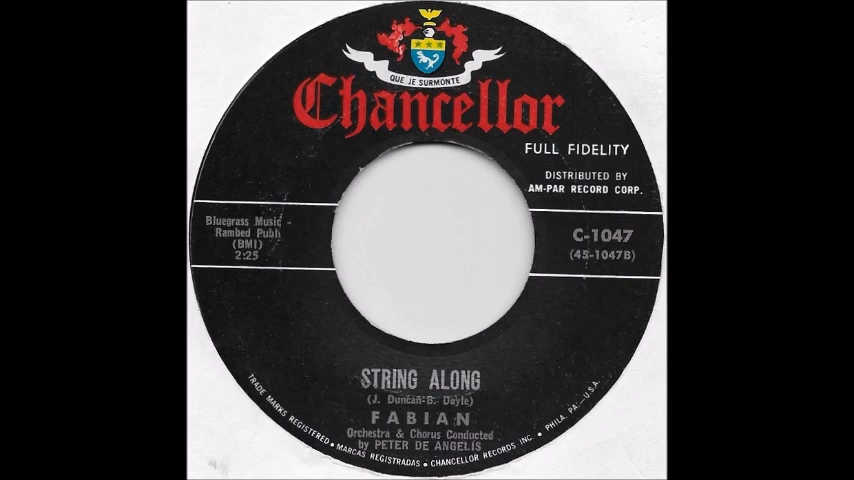 QUE JE SURMONTE
Chancellor
FULL FIDELITY
DISTRIBUTED BY
AM-PAR RECORD CORP.
Bluegrass Music -
Rambed Publ
(BMI)
2:25
C-1047
(45-1047B)
STRING ALONG
(J. Duncan-B. Doyle)
FABIAN
Orchestra & Chorus Conducted
by PETER DE ANGELIS
TRADE MARKS REGISTERED • MARCAS REGISTRADAS • CHANCELLOR RECORDS INC. • PHILA. PA.-U.S.A.